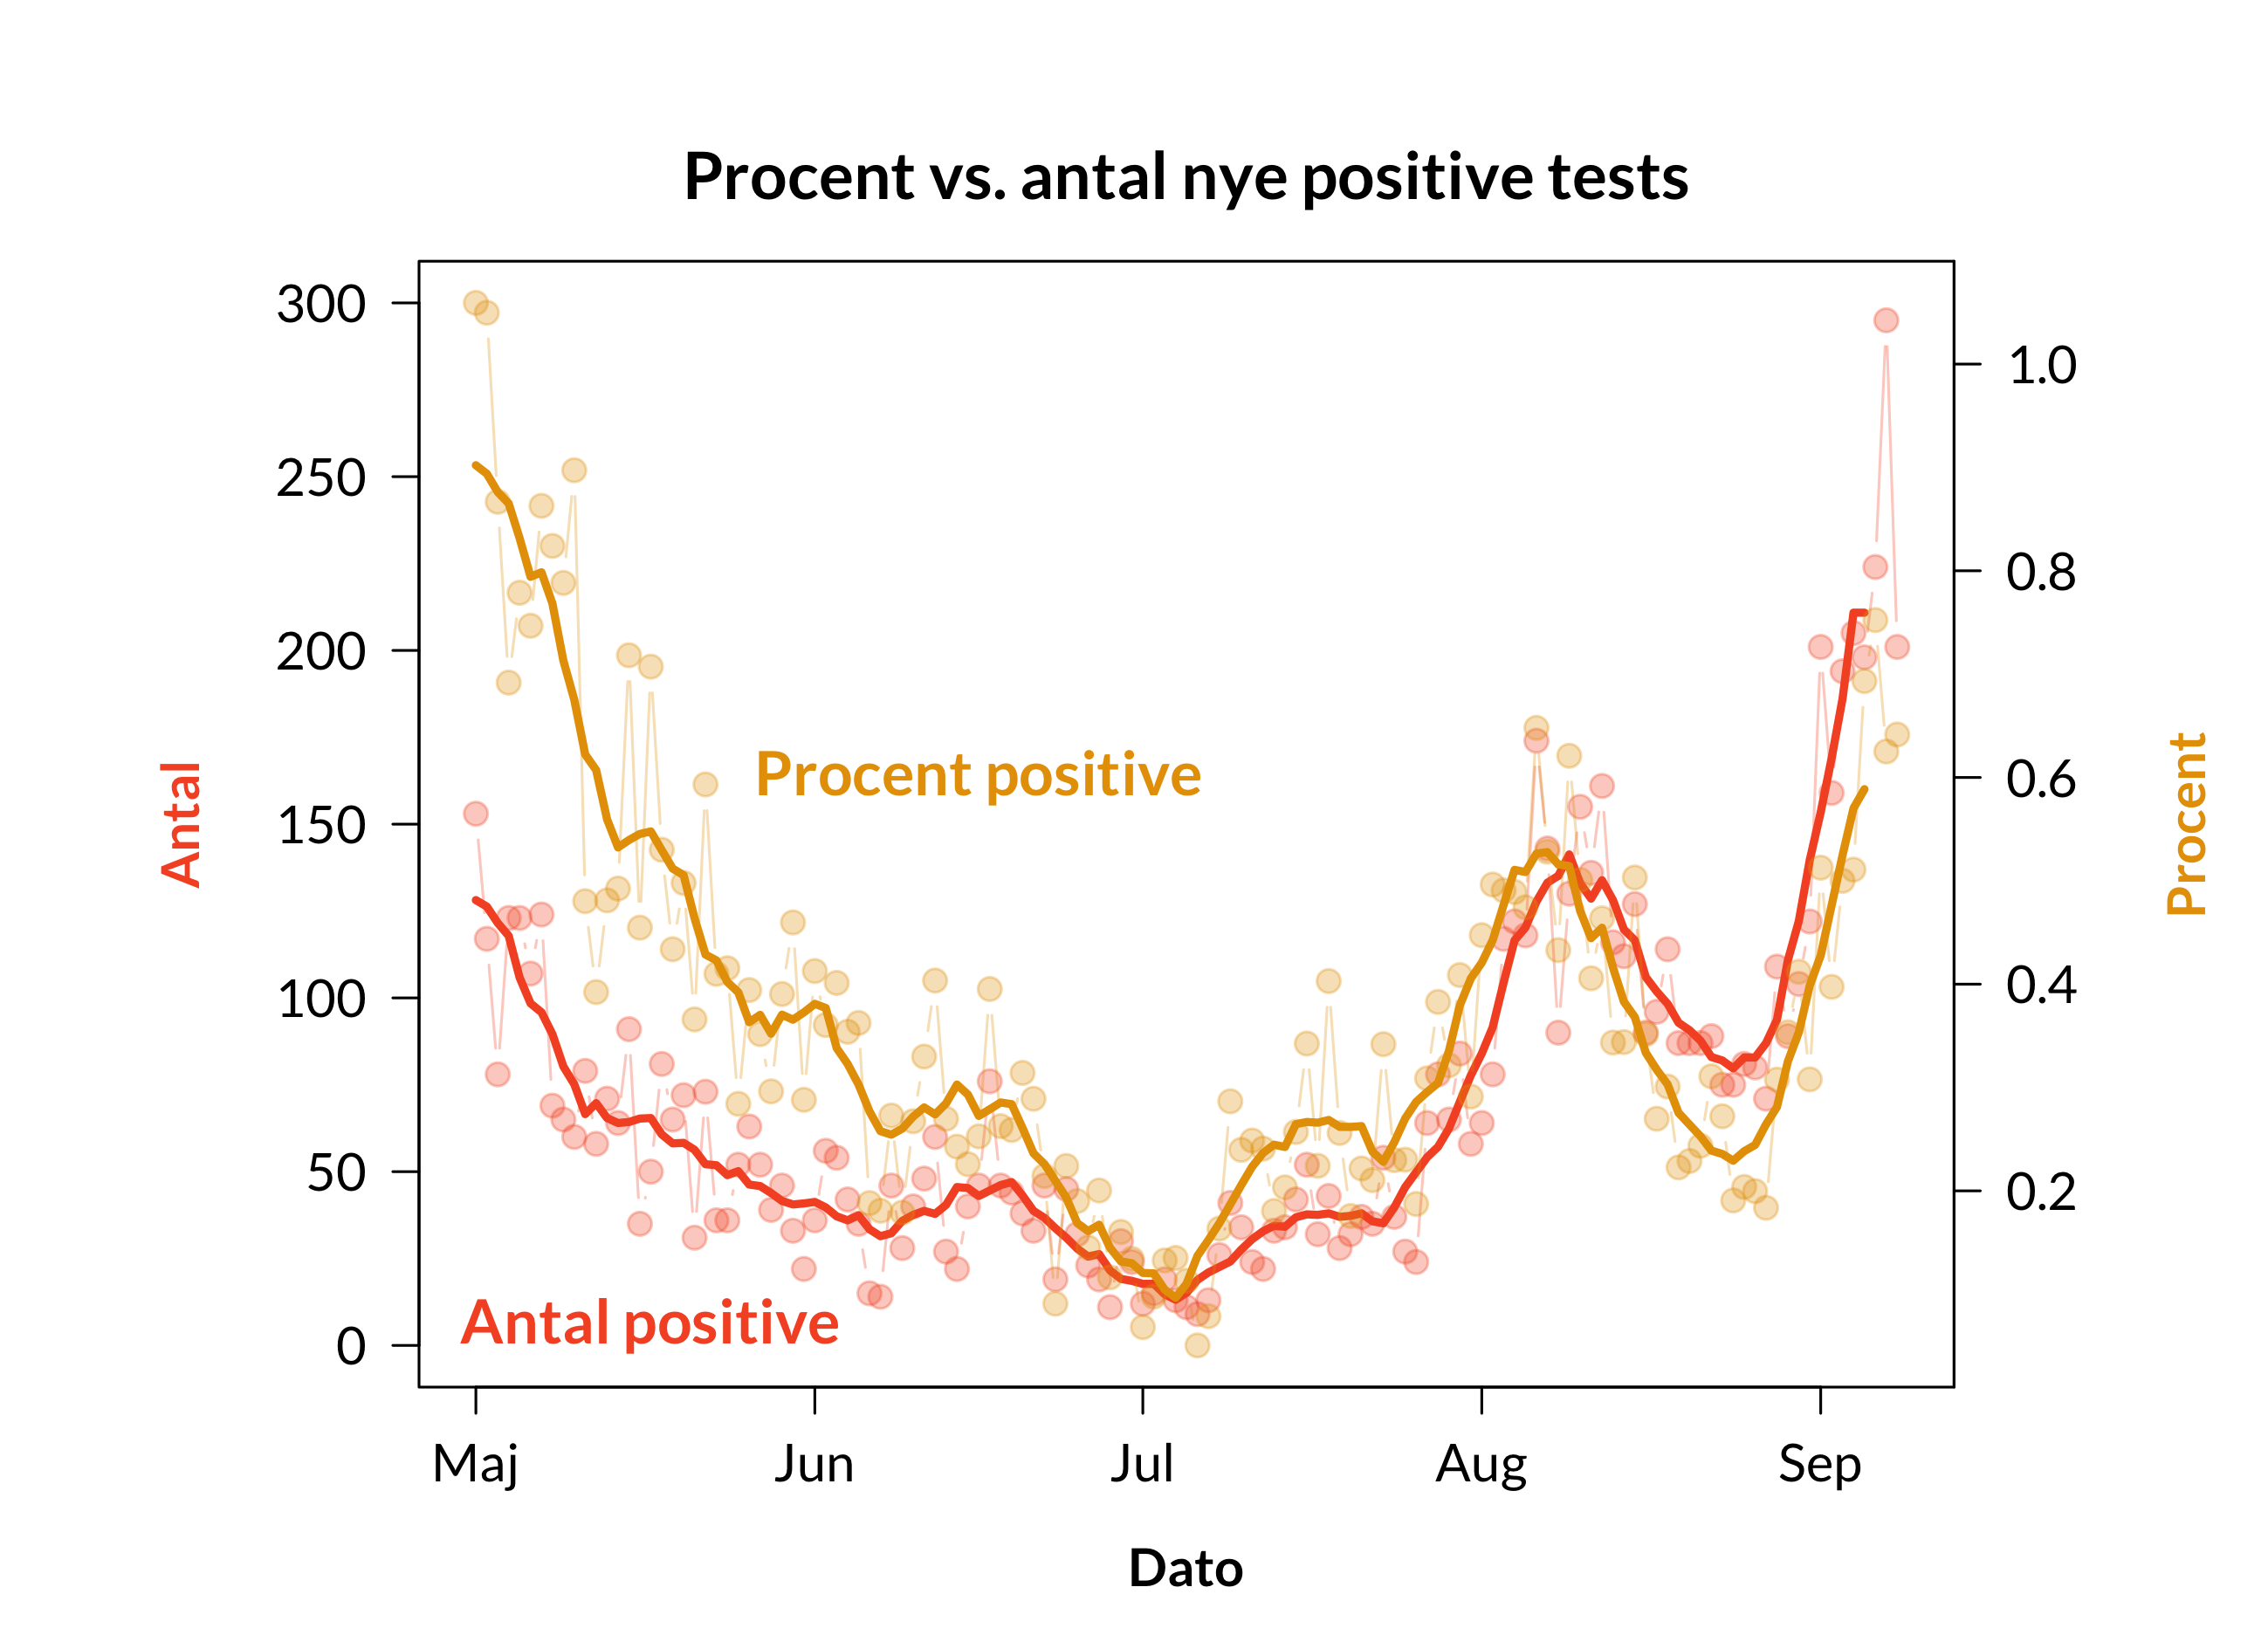 Procent vs. antal nye positive tests
300
250
200
150
100
50
0
Antal
1.0
0.8
0.6
0.4
0.2
Procent
Procent positive
Antal positive
Maj Jun Jul Aug Sep
Dato